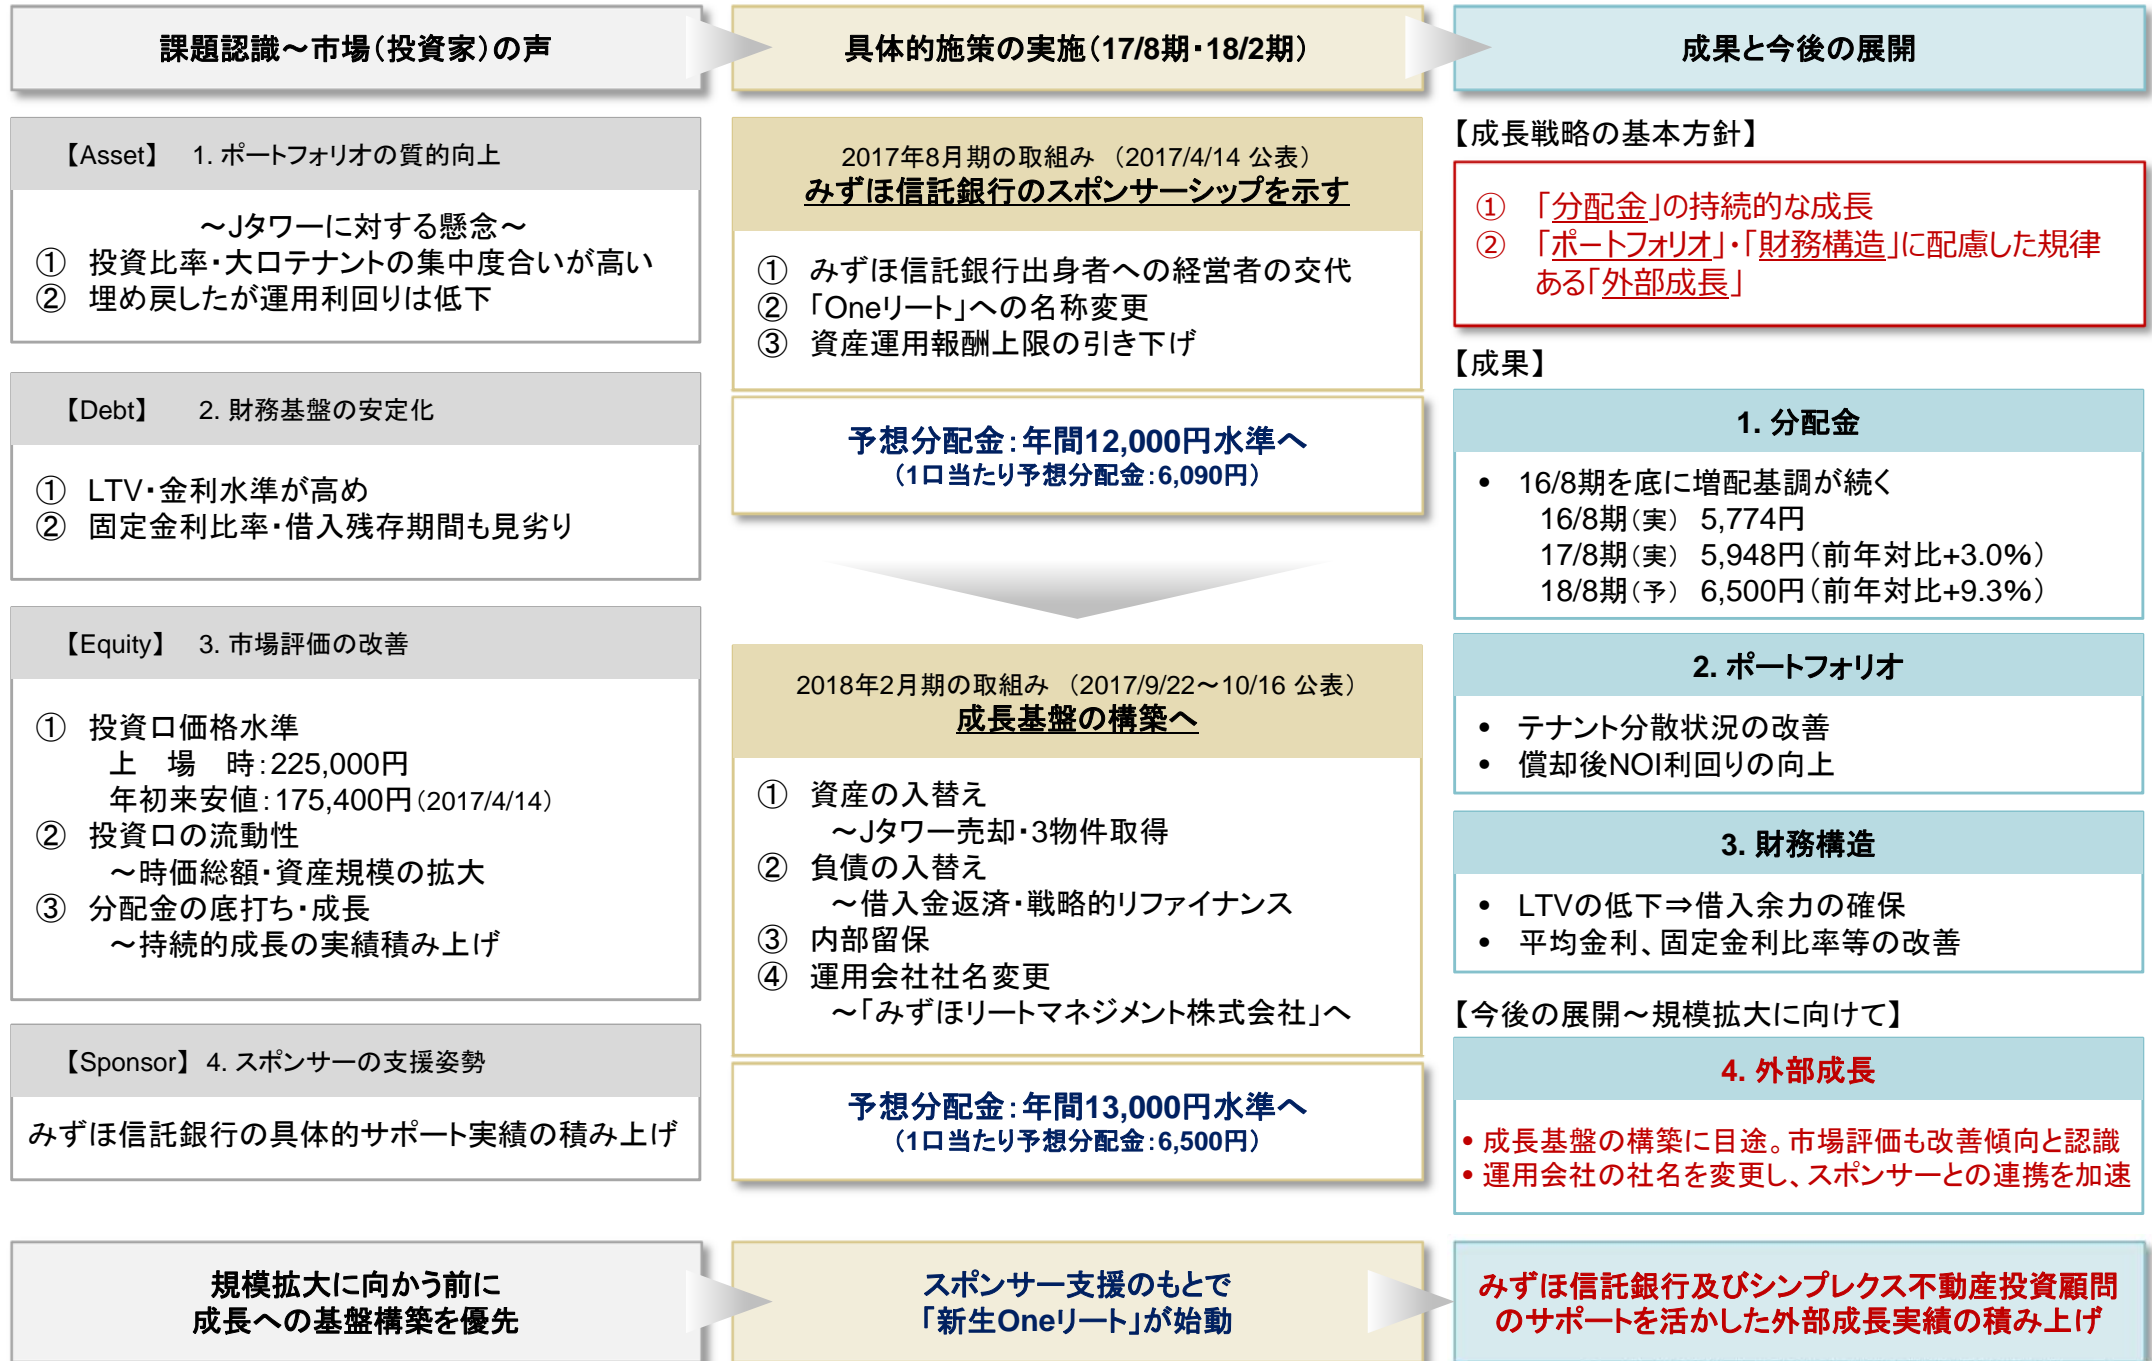 課題認識～市場（投資家）の声
【Asset】 1. ポートフォリオの質的向上
～Jタワーに対する懸念～
① 投資比率・大口テナントの集中度合いが高い
② 埋め戻したが運用利回りは低下
【Debt】 2. 財務基盤の安定化
① LTV・金利水準が高め
② 固定金利比率・借入残存期間も見劣り
【Equity】 3. 市場評価の改善
① 投資口価格水準
上　場　時：225,000円
年初来安値：175,400円（2017/4/14）
② 投資口の流動性
～時価総額・資産規模の拡大
③ 分配金の底打ち・成長
～持続的成長の実績積み上げ
【Sponsor】 4. スポンサーの支援姿勢
みずほ信託銀行の具体的サポート実績の積み上げ
規模拡大に向かう前に
成長への基盤構築を優先
具体的施策の実施（17/8期・18/2期）
2017年8月期の取組み （2017/4/14 公表）
みずほ信託銀行のスポンサーシップを示す
① みずほ信託銀行出身者への経営者の交代
② 「Oneリート」への名称変更
③ 資産運用報酬上限の引き下げ
予想分配金：年間12,000円水準へ
（1口当たり予想分配金：6,090円）
2018年2月期の取組み （2017/9/22～10/16 公表）
成長基盤の構築へ
① 資産の入替え
～Jタワー売却・3物件取得
② 負債の入替え
～借入金返済・戦略的リファイナンス
③ 内部留保
④ 運用会社社名変更
～「みずほリートマネジメント株式会社」へ
予想分配金：年間13,000円水準へ
（1口当たり予想分配金：6,500円）
スポンサー支援のもとで
「新生Oneリート」が始動
成果と今後の展開
【成長戦略の基本方針】
① 「分配金」の持続的な成長
② 「ポートフォリオ」・「財務構造」に配慮した規律
ある「外部成長」
【成果】
1. 分配金
• 16/8期を底に増配基調が続く
16/8期（実） 5,774円
17/8期（実） 5,948円（前年対比+3.0%）
18/8期（予） 6,500円（前年対比+9.3%）
2. ポートフォリオ
• テナント分散状況の改善
• 償却後NOI利回りの向上
3. 財務構造
• LTVの低下⇒借入余力の確保
• 平均金利、固定金利比率等の改善
【今後の展開～規模拡大に向けて】
4. 外部成長
• 成長基盤の構築に目途。市場評価も改善傾向と認識
• 運用会社の社名を変更し、スポンサーとの連携を加速
みずほ信託銀行及びシンプレクス不動産投資顧問
のサポートを活かした外部成長実績の積み上げ